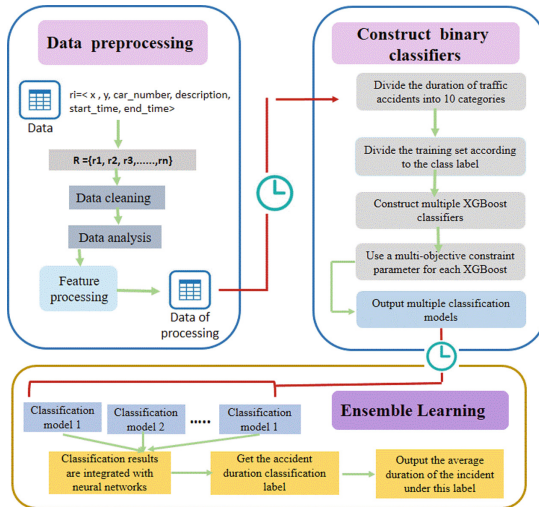 Data preprocessing
ri=< x , y, car_number, description,
start_time, end_time>
Data
R ={r1, r2, r3,......,rn}
Data cleaning
Data analysis
Feature
processing
Data of
processing
Construct binary
classifiers
Divide the duration of traffic
accidents into 10 categories
Divide the training set according
to the class label
Construct multiple XGBoost
classifiers
Use a multi-objective constraint
parameter for each XGBoost
Output multiple classification
models
Ensemble Learning
Classification
model 1
Classification
model 2
.....
Classification
model 1
Classification results
are integrated with
neural networks
Get the accident
duration classification
label
Output the average
duration of the incident
under this label